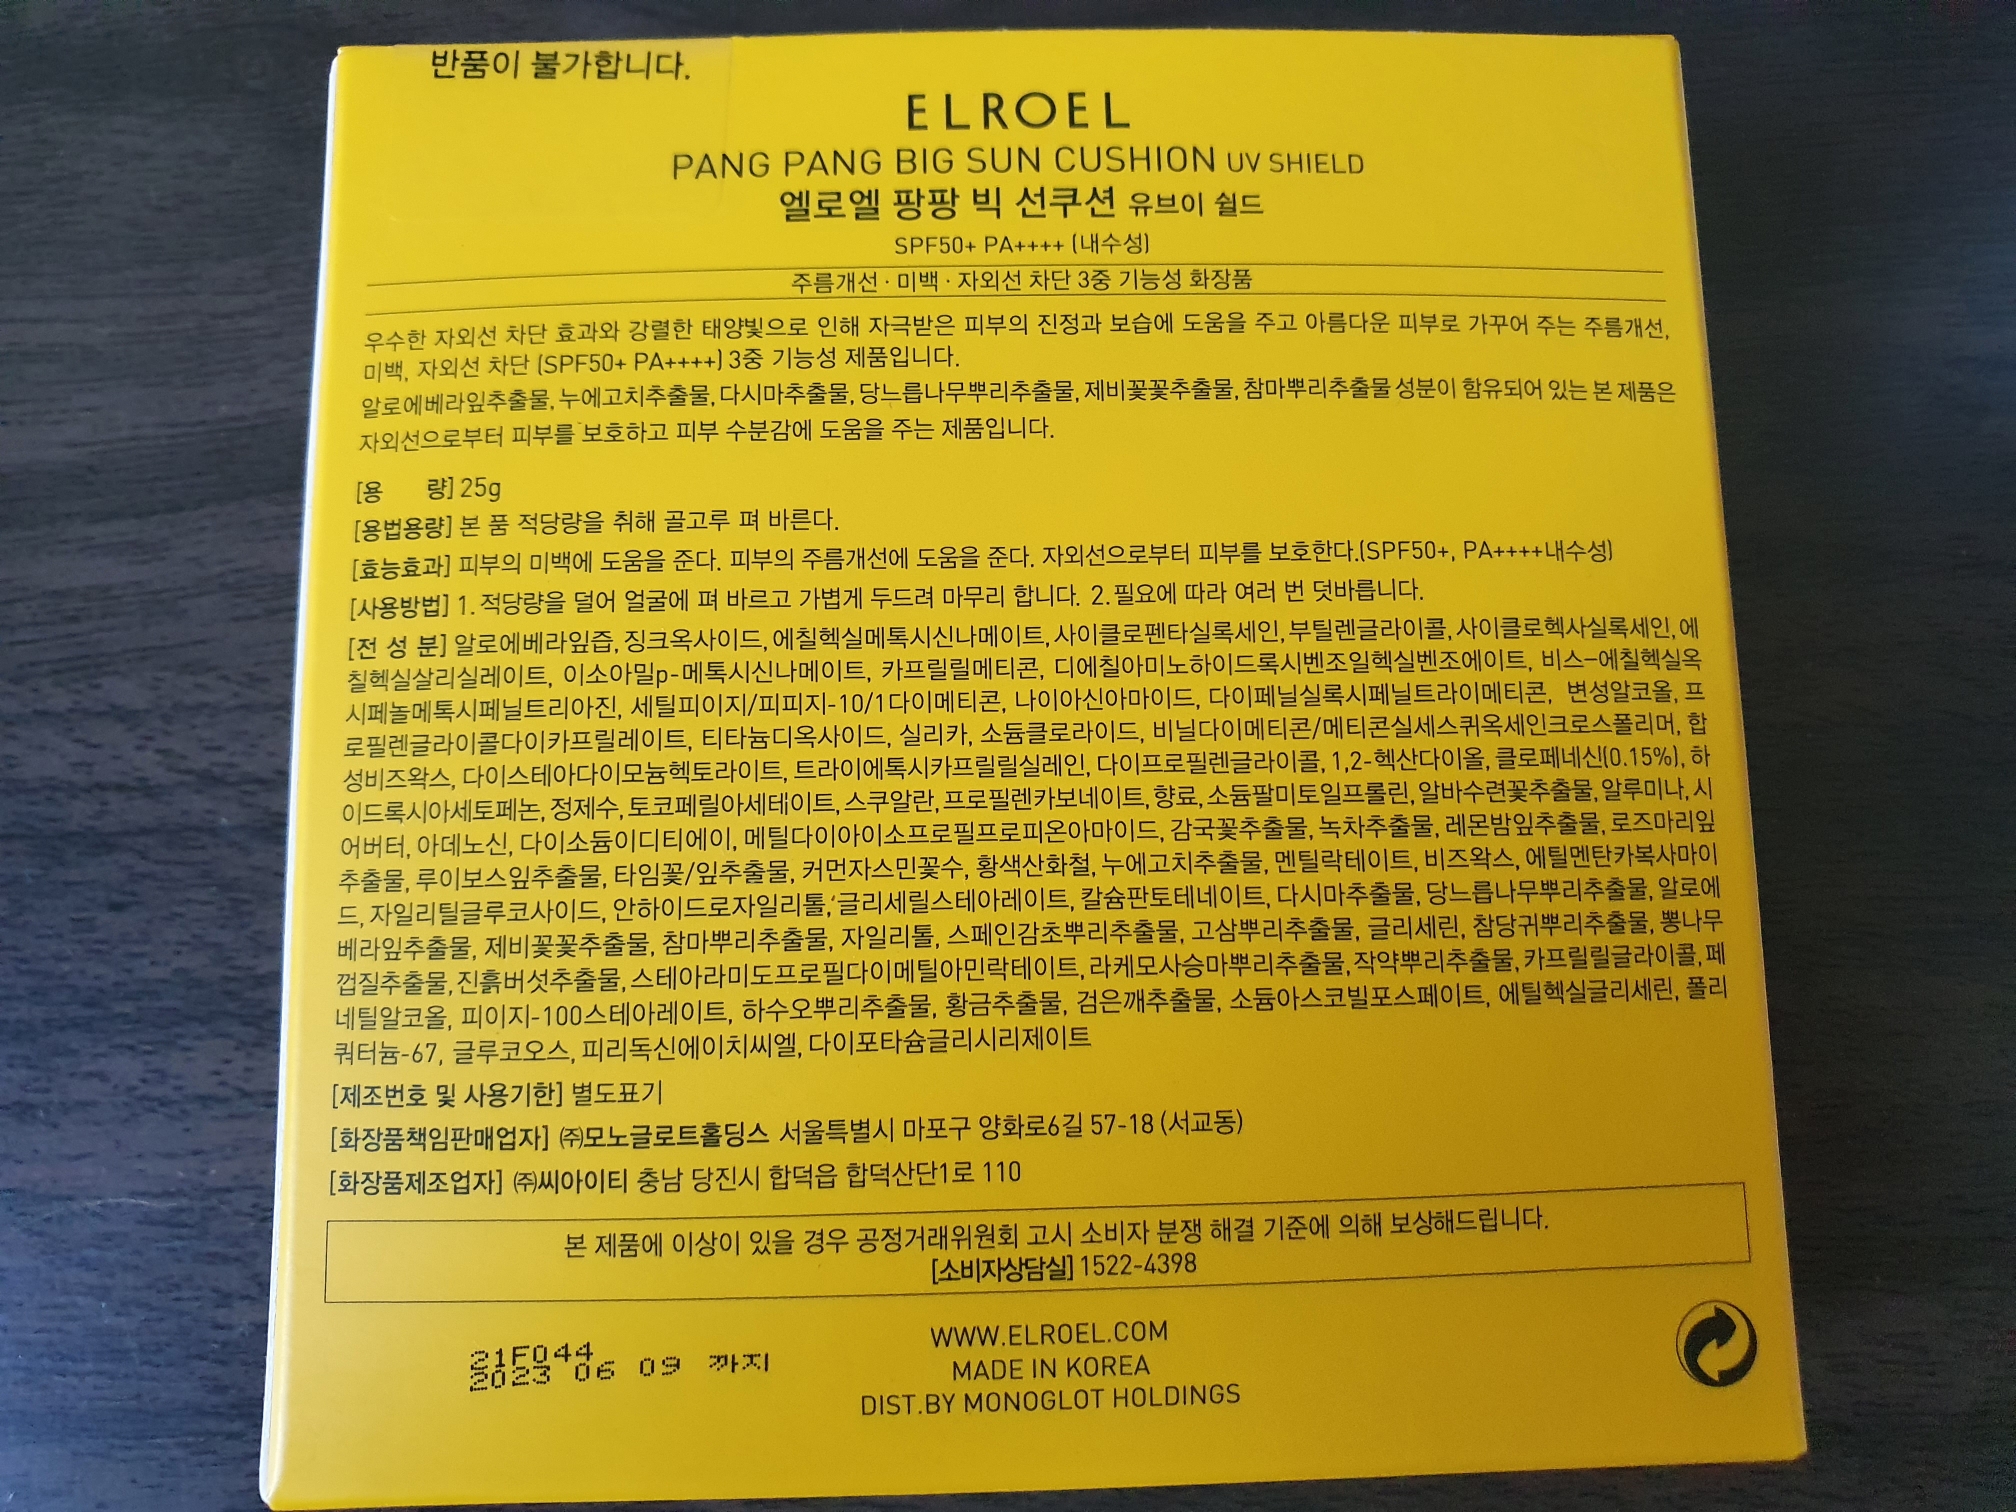 반품이 불가합니다.
ELROEL
PANG PANG BIG SUN CUSHION UV SHIELD
엘로엘 팡팡 빅 선쿠션 유브이 쉴드
SPF50+ PA++++ (내수성)
주름개선 · 미백 · 자외선 차단 3중 기능성 화장품
우수한 자외선 차단 효과와 강렬한 태양빛으로 인해 자극받은 피부의 진정과 보습에 도움을 주고 아름다운 피부로 가꾸어 주는 주름개선,
미백, 자외선 차단 (SPF50+ PA++++) 3중 기능성 제품입니다.
알로에베라잎추출물, 누에고치추출물, 다시마추출물, 당느릅나무뿌리추출물, 제비꽃꽃추출물, 참마뿌리추출물 성분이 함유되어 있는 본 제품은
자외선으로부터 피부를 보호하고 피부 수분감에 도움을 주는 제품입니다.
[용 량] 25g
[용법용량] 본 품 적당량을 취해 골고루 펴 바른다.
[효능효과] 피부의 미백에 도움을 준다. 피부의 주름개선에 도움을 준다. 자외선으로부터 피부를 보호한다.(SPF50+, PA++++내수성)
[사용방법] 1. 적당량을 덜어 얼굴에 펴 바르고 가볍게 두드려 마무리 합니다. 2. 필요에 따라 여러 번 덧바릅니다.
[전 성 분] 알로에베라잎즙, 징크옥사이드, 에칠헥실메톡시신나메이트, 사이클로펜타실록세인, 부틸렌글라이콜, 사이클로헥사실록세인, 에
칠헥실살리실레이트, 이소아밀p-메톡시신나메이트, 카프릴릴메티콘, 디에칠아미노하이드록시벤조일헥실벤조에이트, 비스-에칠헥실옥
시페놀메톡시페닐트리아진, 세틸피이지/피피지-10/1다이메티콘, 나이아신아마이드, 다이페닐실록시페닐트라이메티콘, 변성알코올, 프
로필렌글라이콜다이카프릴레이트, 티타늄디옥사이드, 실리카, 소듐클로라이드, 비닐다이메티콘/메티콘실세스퀴옥세인크로스폴리머, 합
성비즈왁스, 다이스테아다이모늄헥토라이트, 트라이에톡시카프릴릴실레인, 다이프로필렌글라이콜, 1,2-헥산다이올, 클로페네신(0.15%), 하
이드록시아세토페논, 정제수, 토코페릴아세테이트, 스쿠알란, 프로필렌카보네이트, 향료, 소듐팔미토일프롤린, 알바수련꽃추출물, 알루미나, 시
어버터, 아데노신, 다이소듐이디티에이, 메틸다이아이소프로필프로피온아마이드, 감국꽃추출물, 녹차추출물, 레몬밤잎추출물, 로즈마리잎
추출물, 루이보스잎추출물, 타임꽃/잎추출물, 커먼자스민꽃수, 황색산화철, 누에고치추출물, 멘틸락테이트, 비즈왁스, 에틸멘탄카복사마이
드, 자일리틸글루코사이드, 안하이드로자일리톨, 글리세릴스테아레이트, 칼슘판토테네이트, 다시마추출물, 당느릅나무뿌리추출물, 알로에
베라잎추출물, 제비꽃꽃추출물, 참마뿌리추출물, 자일리톨, 스페인감초뿌리추출물, 고삼뿌리추출물, 글리세린, 참당귀뿌리추출물, 뽕나무
껍질추출물, 진흙버섯추출물, 스테아라미도프로필다이메틸아민락테이트, 라케모사승마뿌리추출물, 작약뿌리추출물, 카프릴릴글라이콜, 페
네틸알코올, 피이지-100스테아레이트, 하수오뿌리추출물, 황금추출물, 검은깨추출물, 소듐아스코빌포스페이트, 에틸헥실글리세린, 폴리
쿼터늄-67, 글루코오스, 피리독신에이치씨엘, 다이포타슘글리시리제이트
[제조번호 및 사용기한] 별도표기
[화장품책임판매업자] ㈜모노글로트홀딩스 서울특별시 마포구 양화로6길 57-18 (서교동)
[화장품제조업자] ㈜씨아이티 충남 당진시 합덕읍 합덕산단1로 110
본 제품에 이상이 있을 경우 공정거래위원회 고시 소비자 분쟁 해결 기준에 의해 보상해드립니다.
[소비자상담실] 1522-4398
WWW.ELROEL.COM
MADE IN KOREA
DIST.BY MONOGLOT HOLDINGS
21F044
2023 06 09 까지